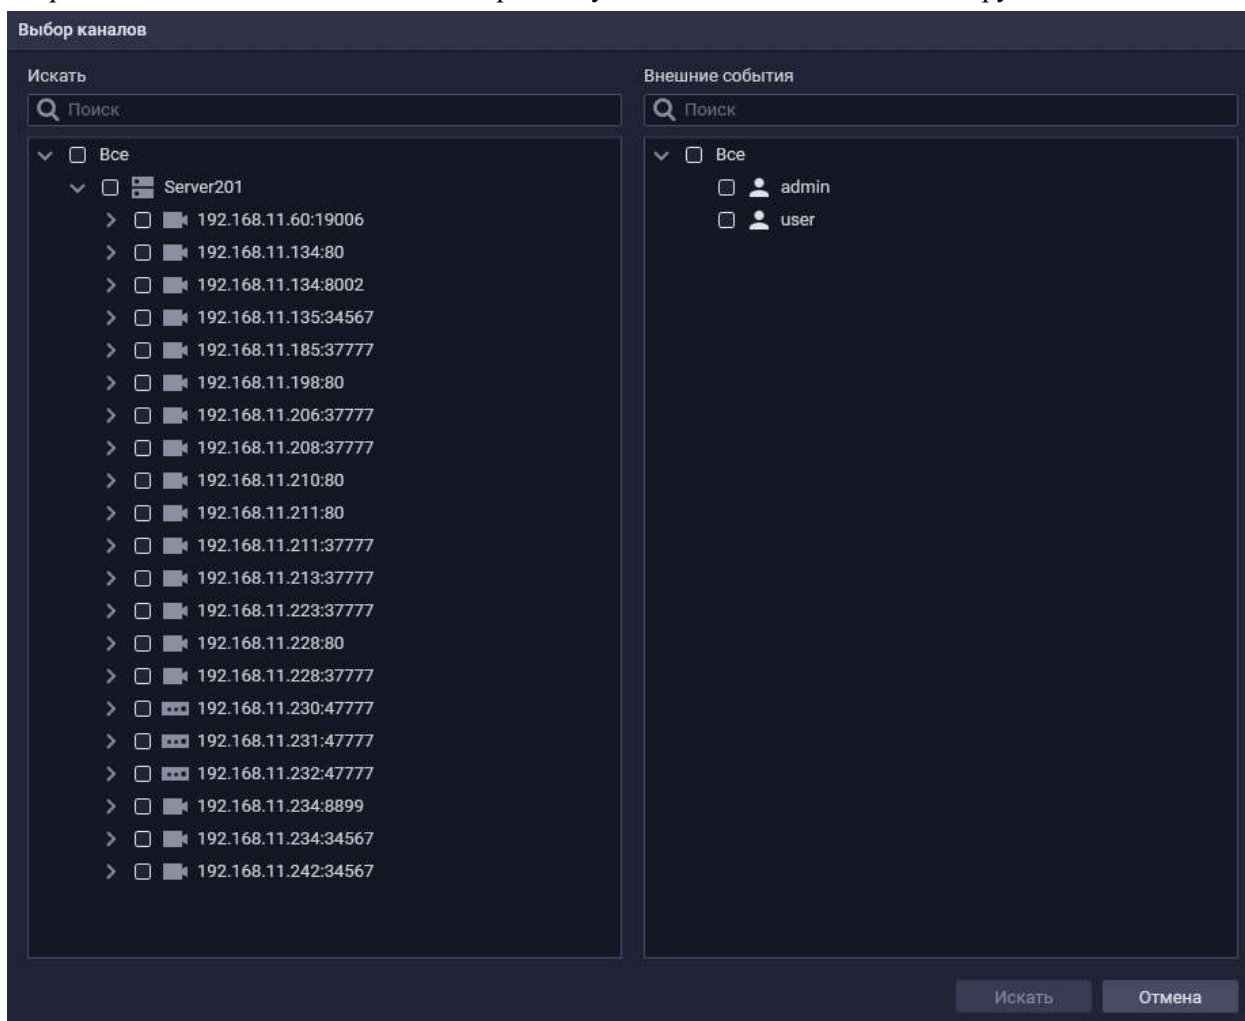 Выбор каналов
Искать
Поиск
Все
Server201
192.168.11.60:19006
192.168.11.134:80
192.168.11.134:8002
192.168.11.135:34567
192.168.11.185:37777
192.168.11.198:80
192.168.11.206:37777
192.168.11.208:37777
192.168.11.210:80
192.168.11.211:80
192.168.11.211:37777
192.168.11.213:37777
192.168.11.223:37777
192.168.11.228:80
192.168.11.228:37777
192.168.11.230:47777
192.168.11.231:47777
192.168.11.232:47777
192.168.11.234:8899
192.168.11.234:34567
192.168.11.242:34567
Внешние события
Поиск
Все
admin
user
Искать
Отмена